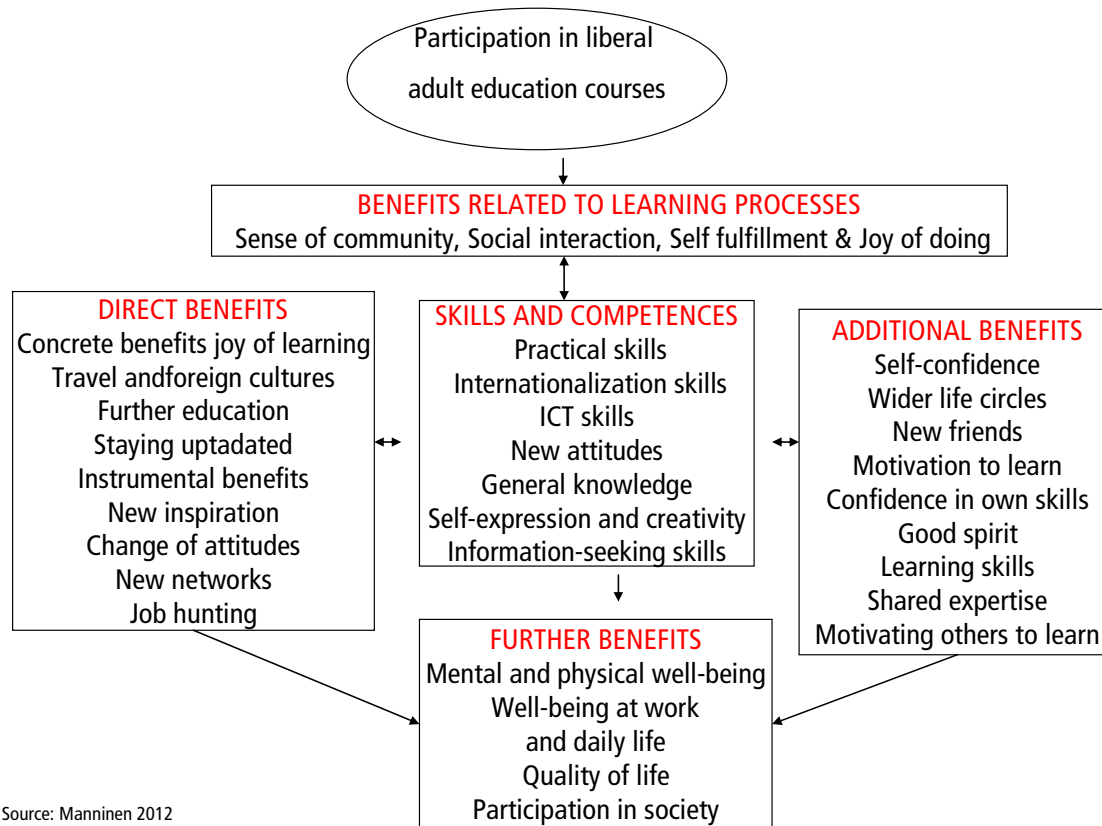 Participation in liberal
adult education courses
BENEFITS RELATED TO LEARNING PROCESSES
Sense of community, Social interaction, Self fulfillment & Joy of doing
DIRECT BENEFITS
Concrete benefits joy of learning
Travel andforeign cultures
Further education
Staying uptadated
Instrumental benefits
New inspiration
Change of attitudes
New networks
Job hunting
SKILLS AND COMPETENCES
Practical skills
Internationalization skills
ICT skills
New attitudes
General knowledge
Self-expression and creativity
Information-seeking skills
ADDITIONAL BENEFITS
Self-confidence
Wider life circles
New friends
Motivation to learn
Confidence in own skills
Good spirit
Learning skills
Shared expertise
Motivating others to learn
FURTHER BENEFITS
Mental and physical well-being
Well-being at work
and daily life
Quality of life
Participation in society
Source: Manninen 2012